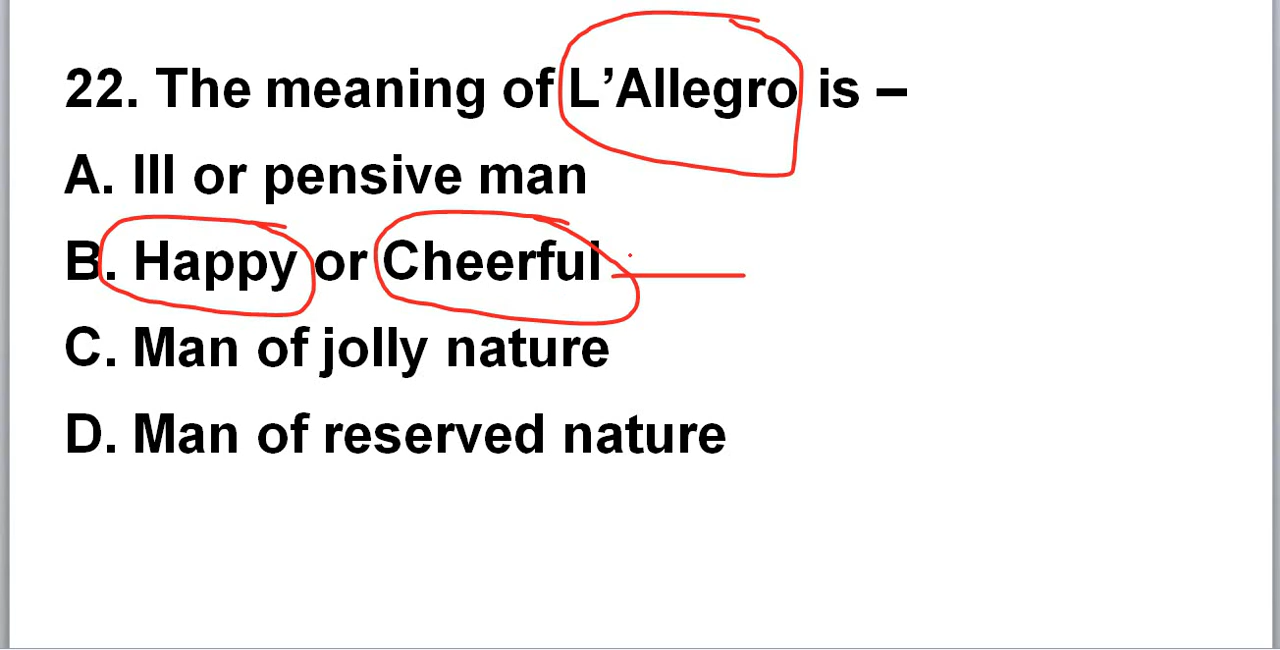 22. The meaning of L’Allegro is –
A. Ill or pensive man
B. Happy or Cheerful
C. Man of jolly nature
D. Man of reserved nature